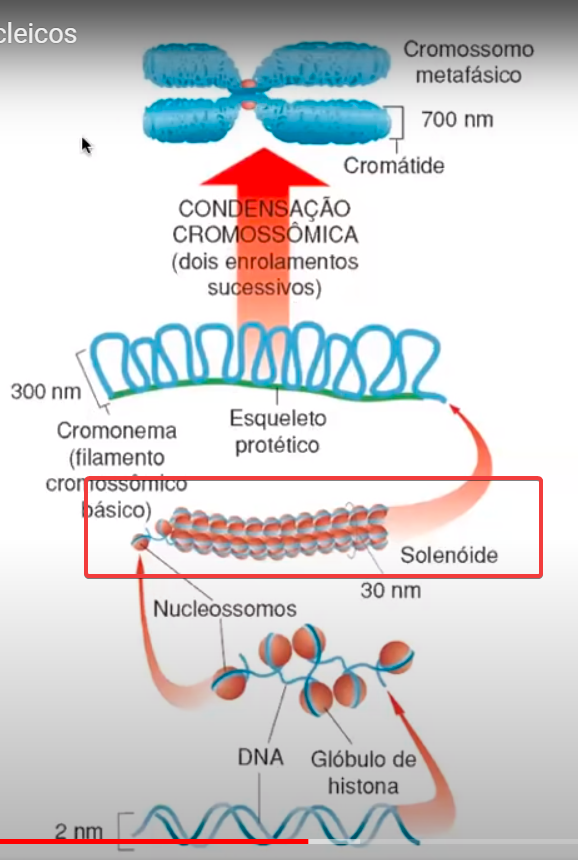 cleicos
Cromossomo
metafásico
700 nm
Cromátide
CONDENSAÇÃO
CROMOSSÔMICA
(dois enrolamentos
sucessivos)
300 nm
Esqueleto
protético
Cromonema
(filamento
cromossômico
básico)
Solenóide
30 nm
Nucleossomos
DNA
Glóbulo de
histona
2 nm